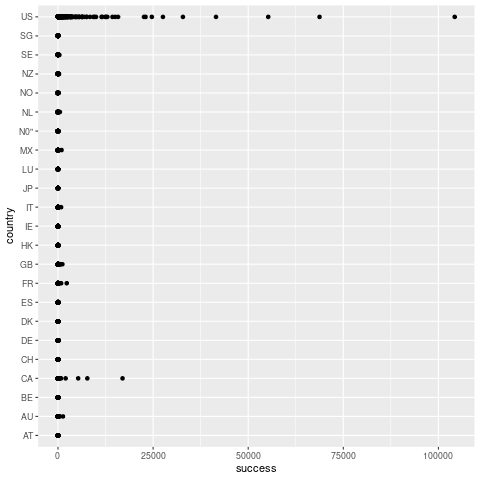 US
SG
SE
NZ
NO
NL
N0"
MX
LU
JP
IT
IE
HK
GB
FR
ES
DK
DE
CH
CA
BE
AU
AT
country
0 25000 50000 75000 100000
success